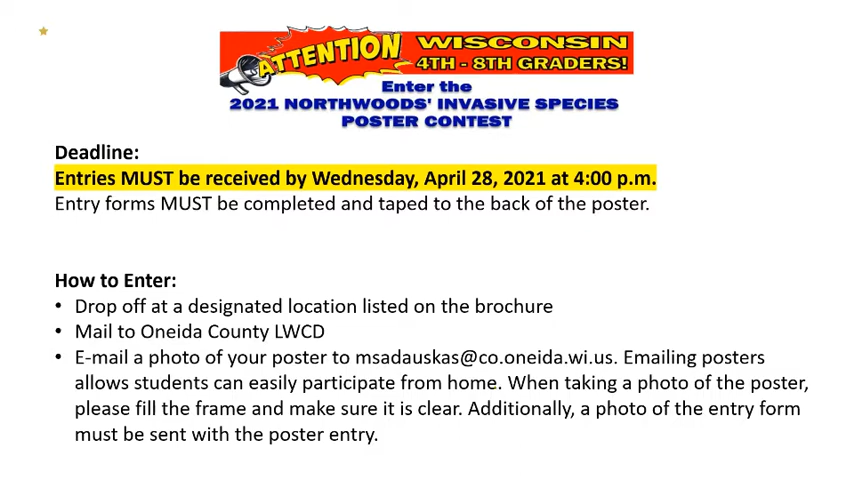 ATTENTION WISCONSIN
4TH - 8TH GRADERS!
Enter the
2021 NORTHWOODS' INVASIVE SPECIES
POSTER CONTEST
Deadline:
Entries MUST be received by Wednesday, April 28, 2021 at 4:00 p.m.
Entry forms MUST be completed and taped to the back of the poster.
How to Enter:
• Drop off at a designated location listed on the brochure
• Mail to Oneida County LWCD
• E-mail a photo of your poster to msadauskas@co.oneida.wi.us. Emailing posters
allows students can easily participate from home. When taking a photo of the poster,
please fill the frame and make sure it is clear. Additionally, a photo of the entry form
must be sent with the poster entry.